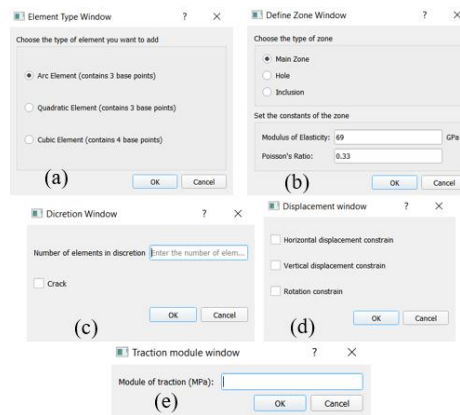 Element Type Window ? ×
Choose the type of element you want to add
Arc Element (contains 3 base points)
Quadratic Element (contains 3 base points)
Cubic Element (contains 4 base points)
OK Cancel
(a)
Define Zone Window ? ×
Choose the type of zone
Main Zone
Hole
Inclusion
Set the constants of the zone
Modulus of Elasticity: 69 GPa
Poisson's Ratio: 0.33
OK Cancel
(b)
Discretion Window ? ×
Number of elements in discretion Enter the number of elem...
Crack
OK Cancel
(c)
Displacement window ? ×
Horizontal displacement constrain
Vertical displacement constrain
Rotation constrain
OK Cancel
(d)
Traction module window ? ×
Module of traction (MPa):
OK Cancel
(e)